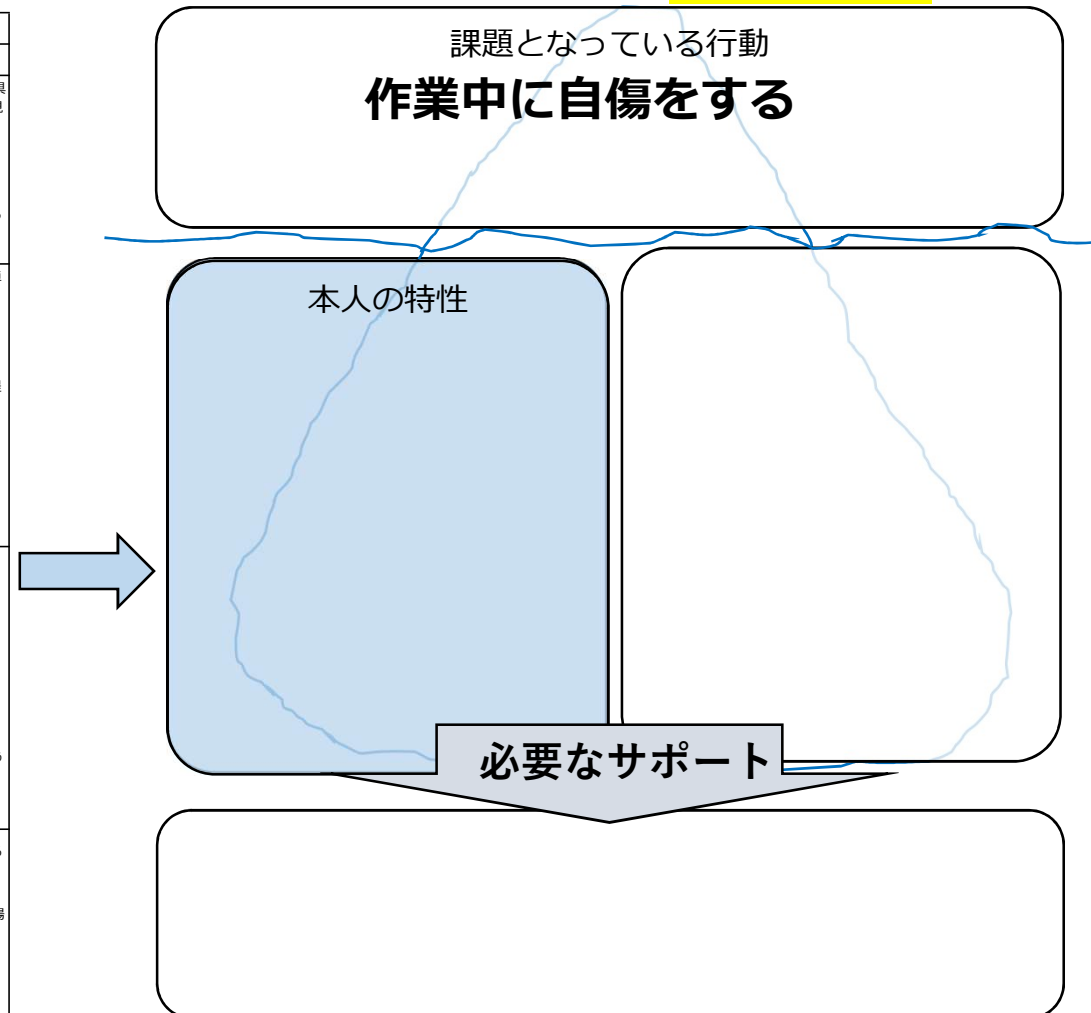 課題となっている行動
作業中に自傷をする
本人の特性
必要なサポート